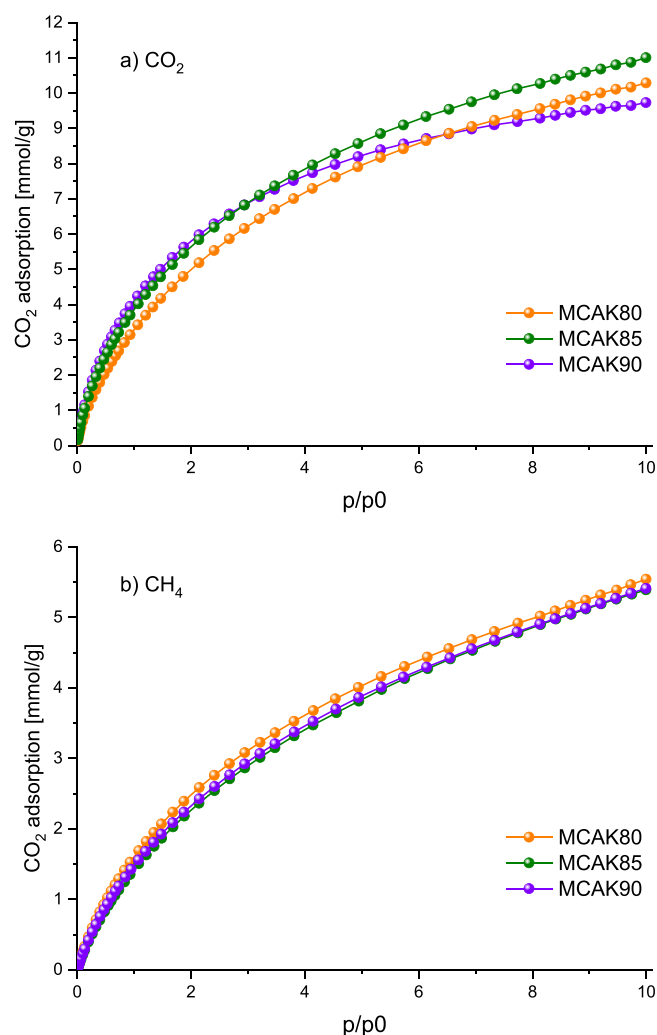 a) CO₂
12
11
10
9
8
7
6
5
4
3
2
1
0
CO₂ adsorption [mmol/g]
MCAK80
MCAK85
MCAK90
0 2 4 6 8 10
p/p0
b) CH₄
6
5
4
3
2
1
0
CO₂ adsorption [mmol/g]
MCAK80
MCAK85
MCAK90
0 2 4 6 8 10
p/p0